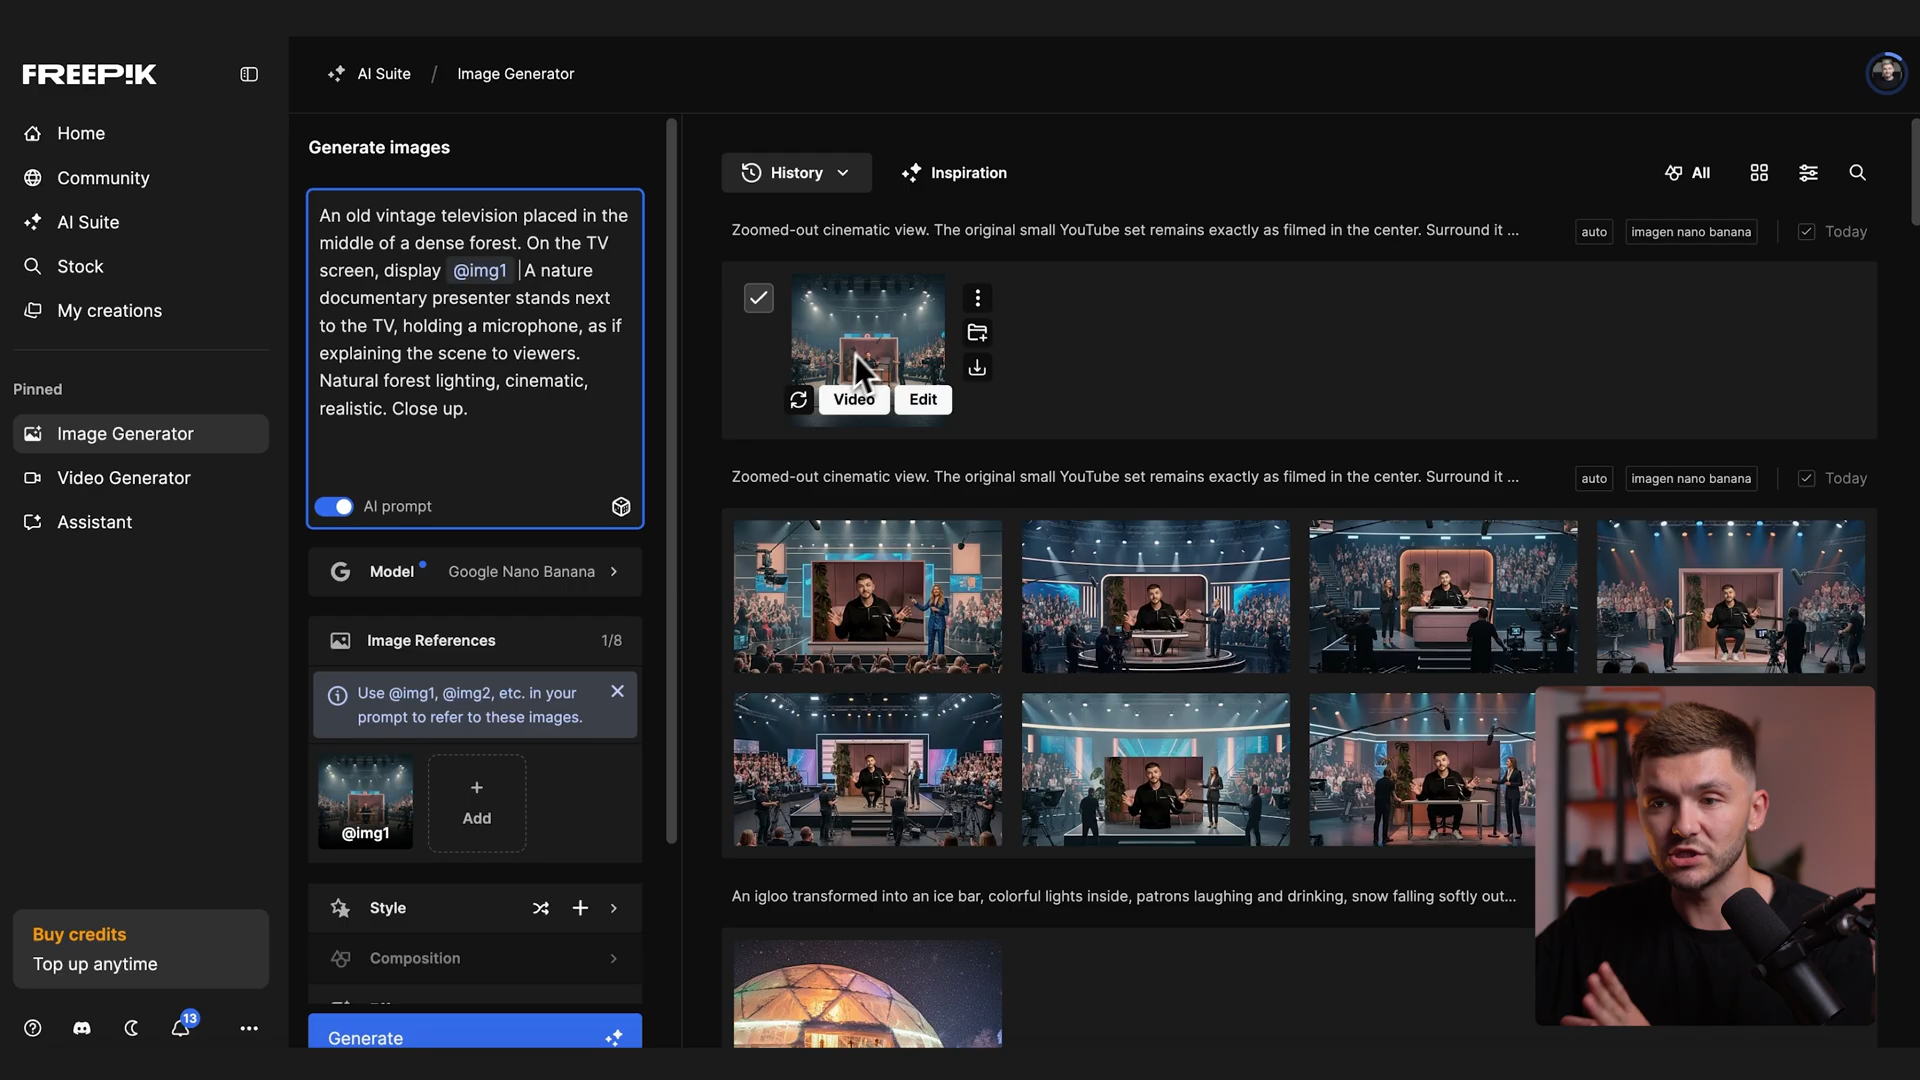 FREEPIK
AI Suite / Image Generator
Home
Community
AI Suite
Stock
My creations
Pinned
Image Generator
Video Generator
Assistant
Buy credits
Top up anytime
13
Generate images
An old vintage television placed in the
middle of a dense forest. On the TV
screen, display @img1 A nature
documentary presenter stands next
to the TV, holding a microphone, as if
explaining the scene to viewers.
Natural forest lighting, cinematic,
realistic. Close up.
AI prompt
Model Google Nano Banana
Image References 1/8
Use @img1, @img2, etc. in your
prompt to refer to these images.
@img1
+
Add
Style
Composition
Generate
History Inspiration All
Zoomed-out cinematic view. The original small YouTube set remains exactly as filmed in the center. Surround it ... auto imagen nano banana Today
Video Edit
Zoomed-out cinematic view. The original small YouTube set remains exactly as filmed in the center. Surround it ... auto imagen nano banana Today
An igloo transformed into an ice bar, colorful lights inside, patrons laughing and drinking, snow falling softly out...